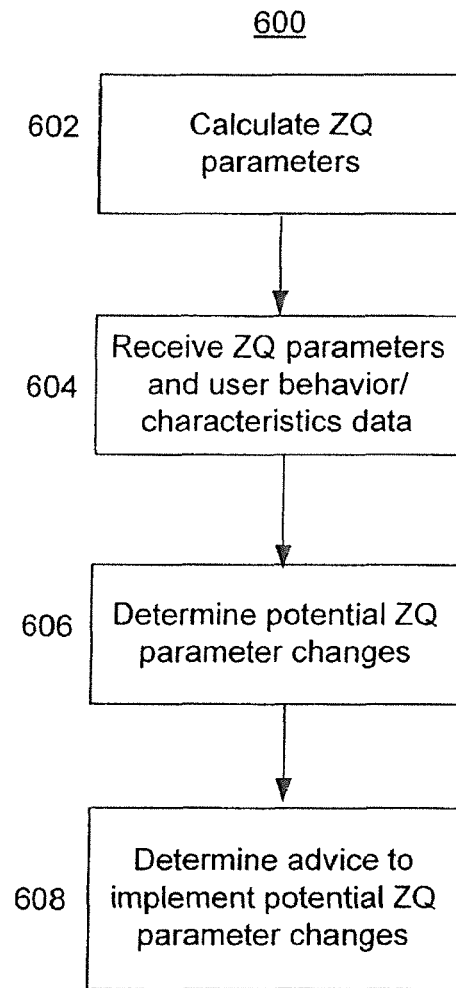 600
602
Calculate ZQ
parameters
604
Receive ZQ parameters
and user behavior/
characteristics data
606
Determine potential ZQ
parameter changes
608
Determine advice to
implement potential ZQ
parameter changes